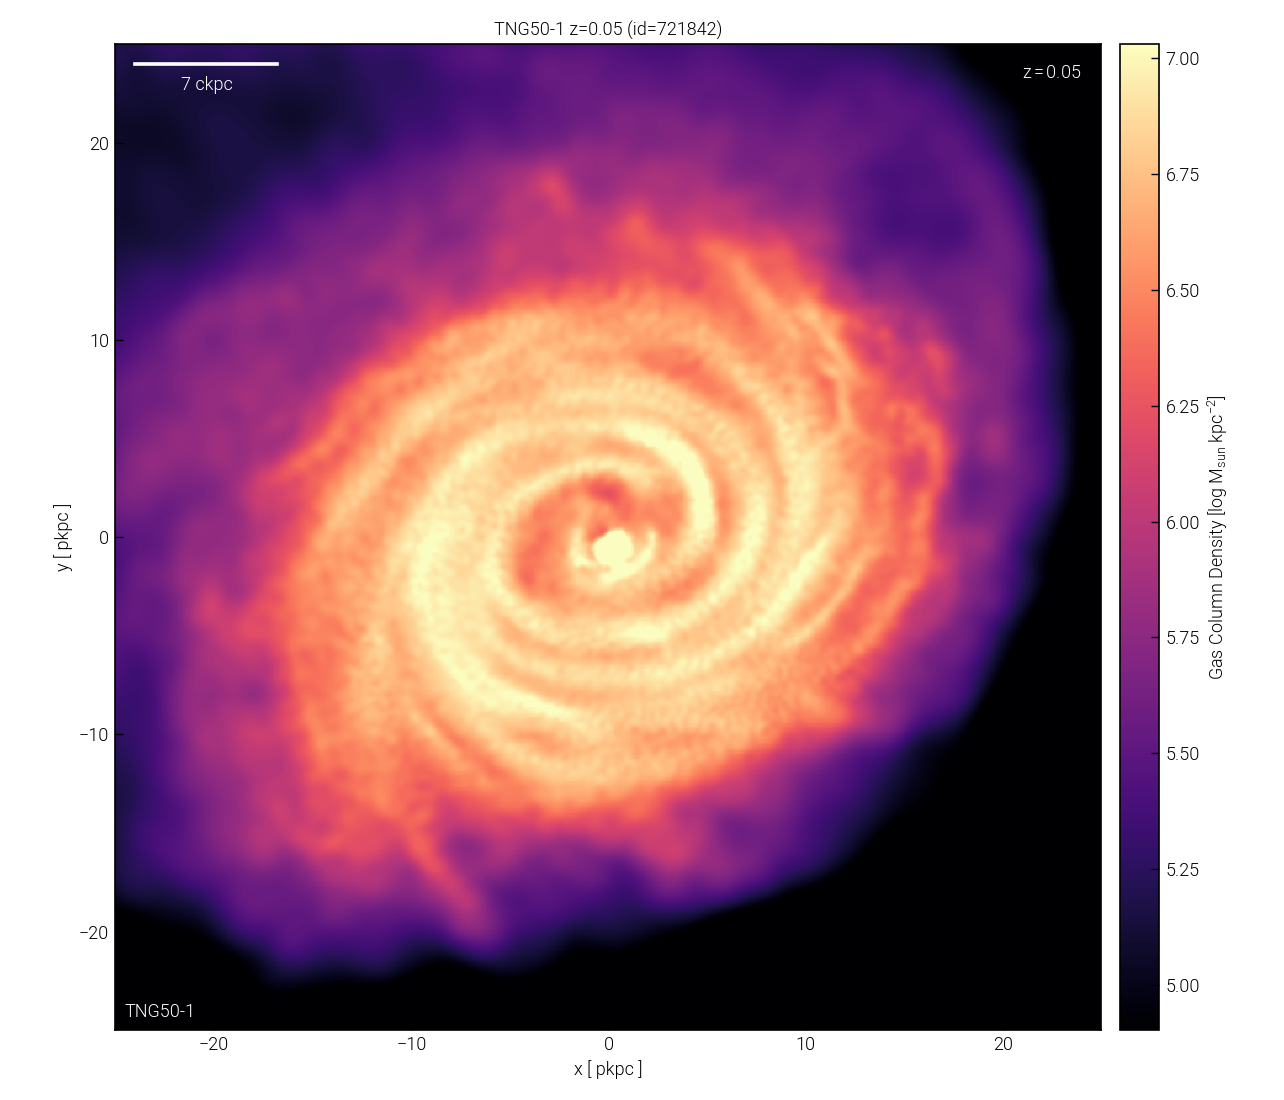 TNG50-1 z=0.05 (id=721842)
7 ckpc
z=0.05
TNG50-1
20
10
0
−10
−20
y [ pkpc ]
−20
−10
0
10
20
x [ pkpc ]
7.00
6.75
6.50
6.25
6.00
5.75
5.50
5.25
5.00
Gas Column Density [log M_sun kpc^−2]